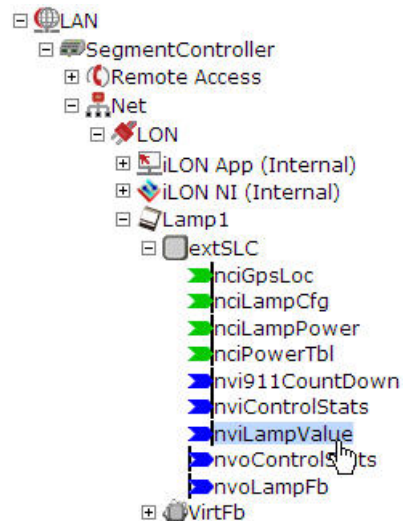 LAN
SegmentController
Remote Access
Net
LON
iLON App (Internal)
iLON NI (Internal)
Lamp1
extSLC
nciGpsLoc
nciLampCfg
nciLampPower
nciPowerTbl
nvi911CountDown
nviControlStats
nviLampValue
nvoControlStats
nvoLampFb
VirtFb